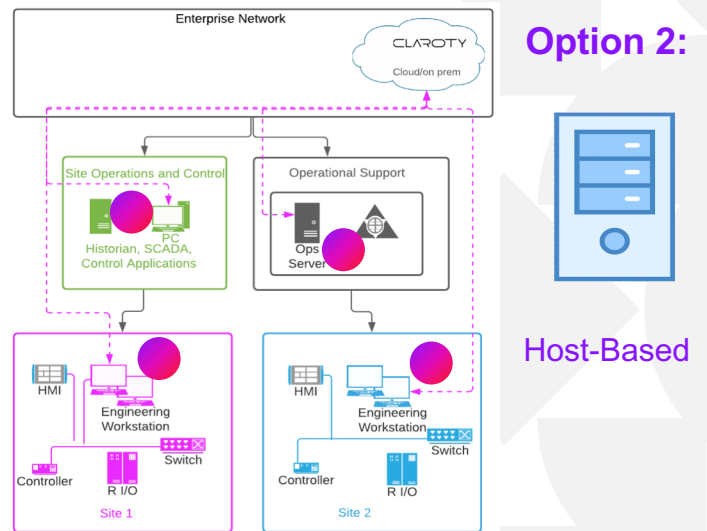 Enterprise Network
Option 2:
CLAROTY
Cloud/on prem
Site Operations and Control
Operational Support
PC
Historian, SCADA,
Control Applications
Ops
Server
HMI
Engineering
Workstation
Switch
Controller
R I/O
Site 1
HMI
Engineering
Workstation
Switch
Controller
R I/O
Site 2
Host-Based